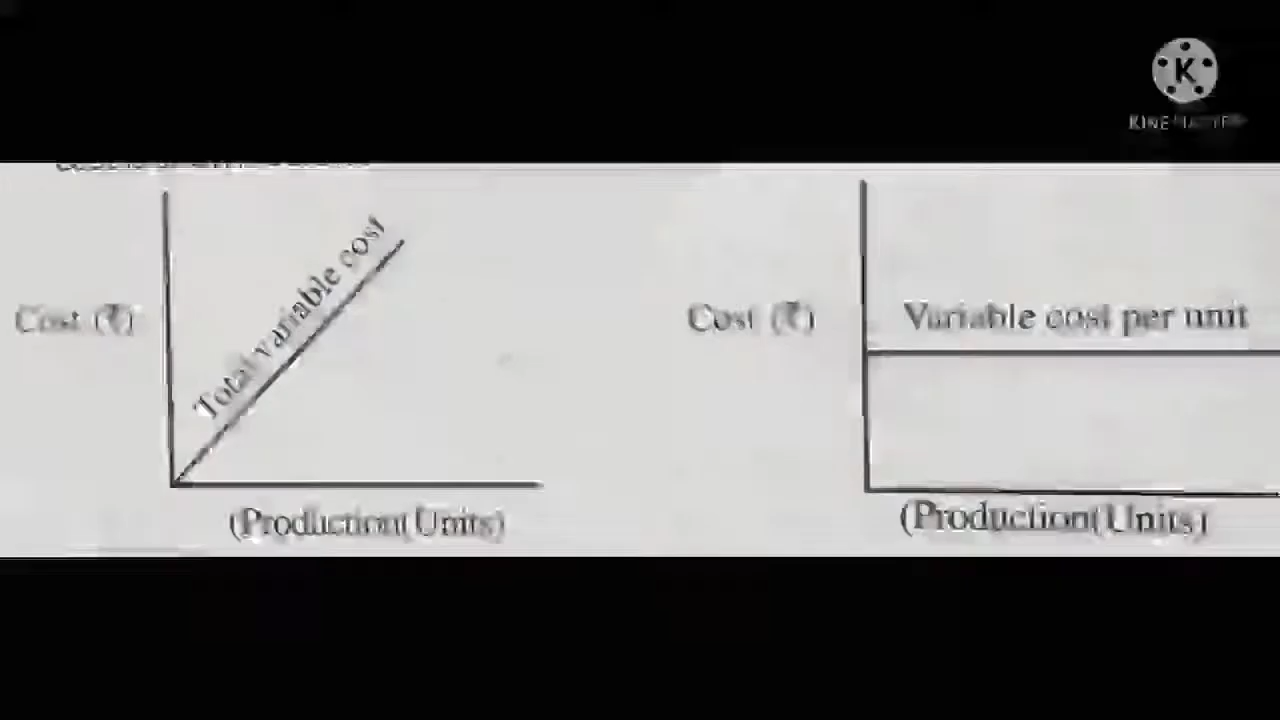 KINEMASTER
Total variable cost
Cost (₹)
(Production(Units)
Cost (₹)
Variable cost per unit
(Production(Units)